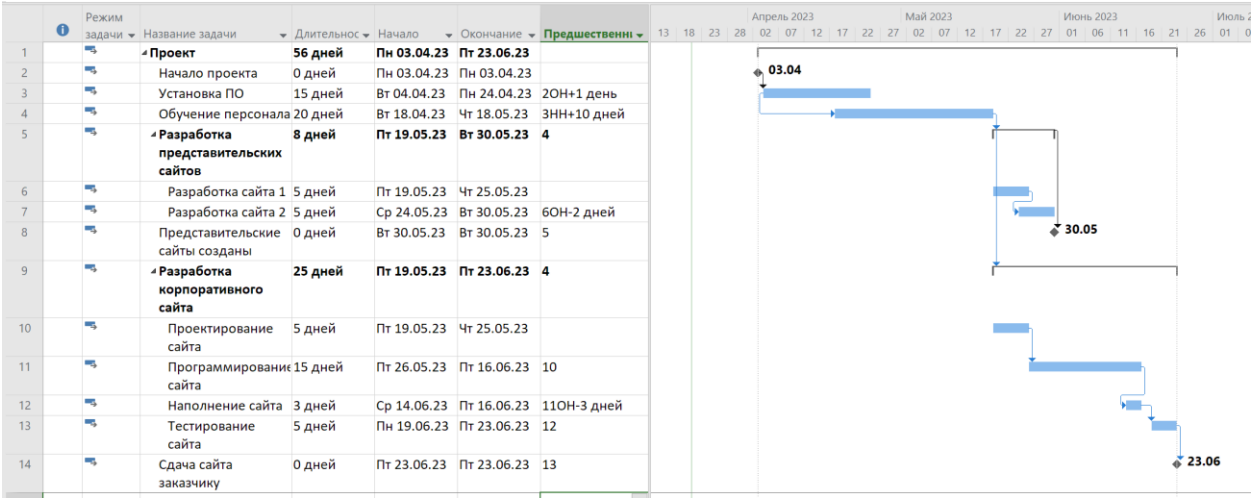 Режим задачи Название задачи Длительнос Начало Окончание Предшественни
1 Проект 56 дней Пн 03.04.23 Пт 23.06.23
2 Начало проекта 0 дней Пн 03.04.23 Пн 03.04.23
3 Установка ПО 15 дней Вт 04.04.23 Пн 24.04.23 2ОН+1 день
4 Обучение персонала 20 дней Вт 18.04.23 Чт 18.05.23 3НН+10 дней
5 Разработка представительских сайтов 8 дней Пт 19.05.23 Вт 30.05.23 4
6 Разработка сайта 1 5 дней Пт 19.05.23 Чт 25.05.23
7 Разработка сайта 2 5 дней Ср 24.05.23 Вт 30.05.23 6ОН-2 дней
8 Представительские сайты созданы 0 дней Вт 30.05.23 Вт 30.05.23 5
9 Разработка корпоративного сайта 25 дней Пт 19.05.23 Пт 23.06.23 4
10 Проектирование сайта 5 дней Пт 19.05.23 Чт 25.05.23
11 Программирование сайта 15 дней Пт 26.05.23 Пт 16.06.23 10
12 Наполнение сайта 3 дней Ср 14.06.23 Пт 16.06.23 11ОН-3 дней
13 Тестирование сайта 5 дней Пн 19.06.23 Пт 23.06.23 12
14 Сдача сайта заказчику 0 дней Пт 23.06.23 Пт 23.06.23 13
Апрель 2023 Май 2023 Июнь 2023 Июль 2
13 18 23 28 02 07 12 17 22 27 02 07 12 17 22 27 01 06 11 16 21 26 01 0
03.04
30.05
23.06